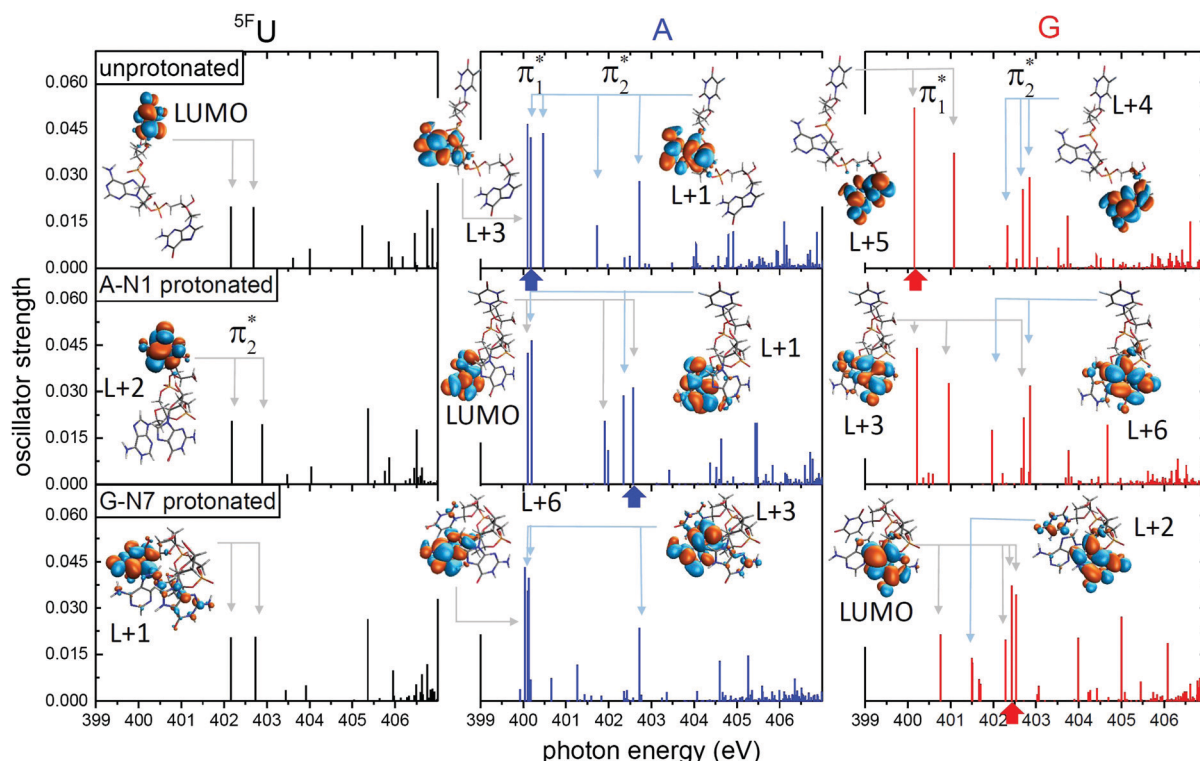 5FU A G
unprotonated
0.060
0.045
0.030
0.015
0.000
LUMO
π1* π2*
L+3
L+1
π1* π2*
L+5
L+4
A-N1 protonated
0.060
0.045
0.030
0.015
0.000
π2*
L+2
LUMO
L+1
L+3
L+6
G-N7 protonated
0.060
0.045
0.030
0.015
0.000
L+1
L+6
L+3
LUMO
L+2
oscillator strength
399 400 401 402 403 404 405 406
399 400 401 402 403 404 405 406
399 400 401 402 403 404 405 406
photon energy (eV)